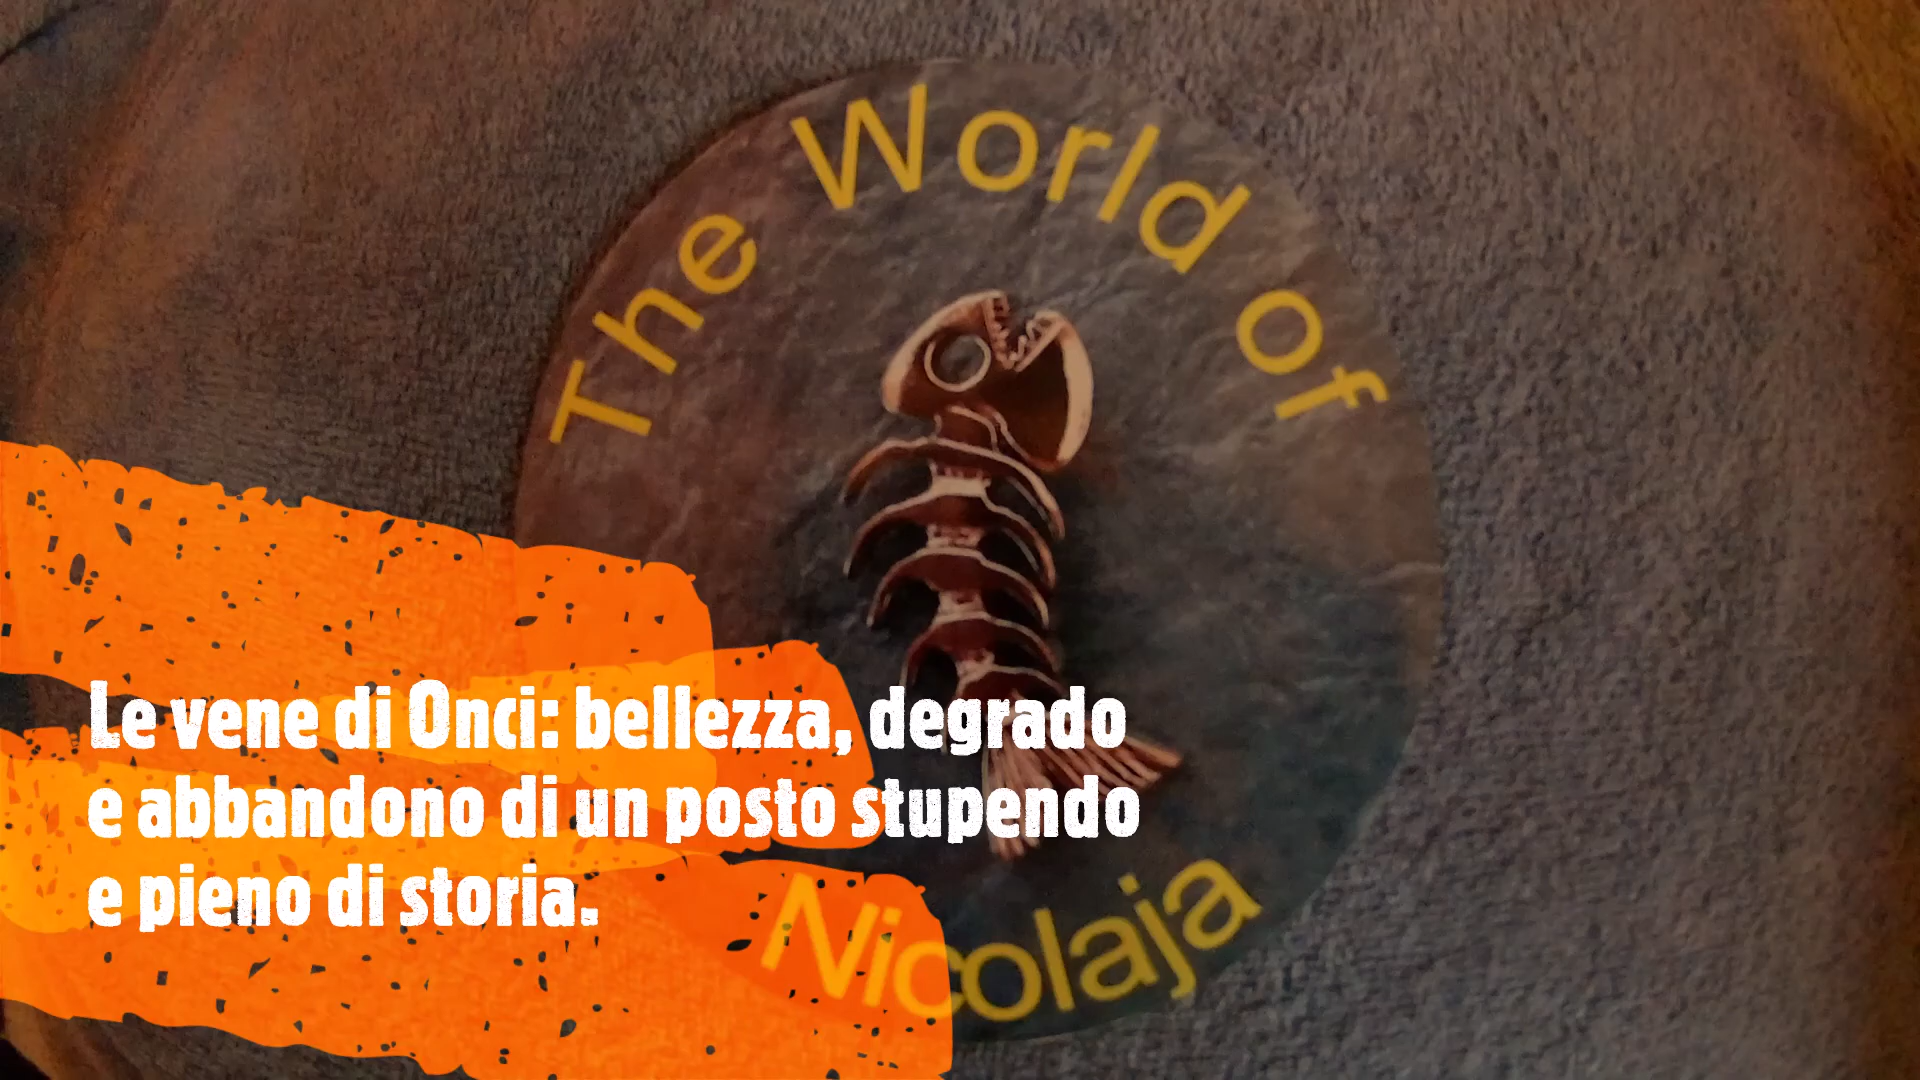 The World of
Nicolaja
Le vene di Onci: bellezza, degrado
e abbandono di un posto stupendo
e pieno di storia.